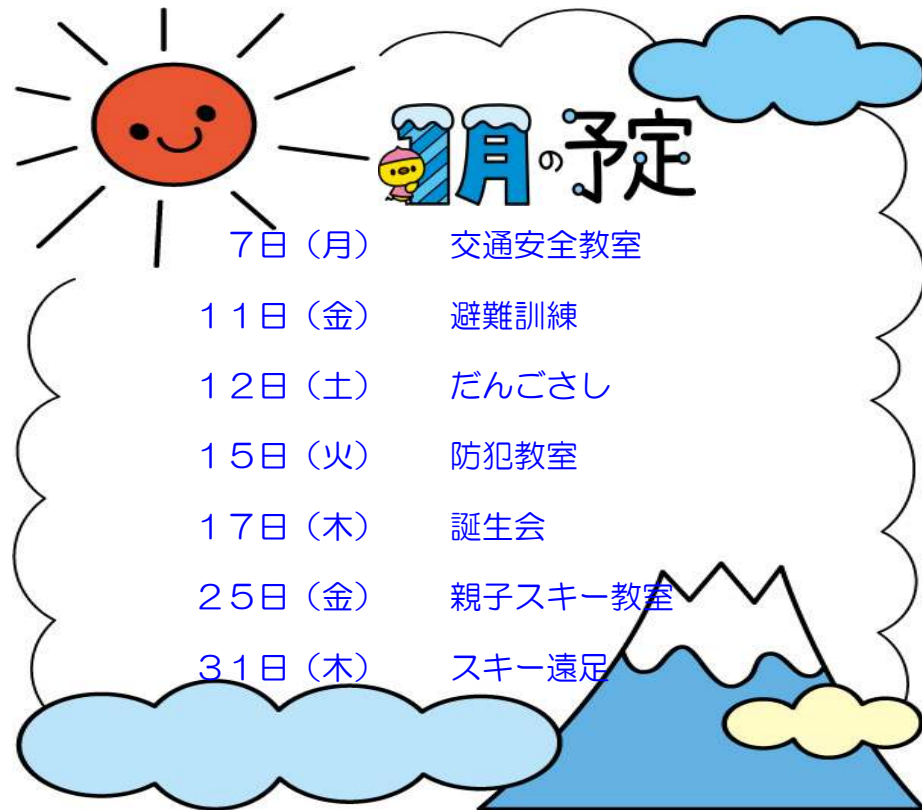 1月の予定
7日（月）　交通安全教室
１１日（金）　避難訓練
１２日（土）　だんごさし
１５日（火）　防犯教室
１７日（木）　誕生会
２５日（金）　親子スキー教室
３１日（木）　スキー遠足